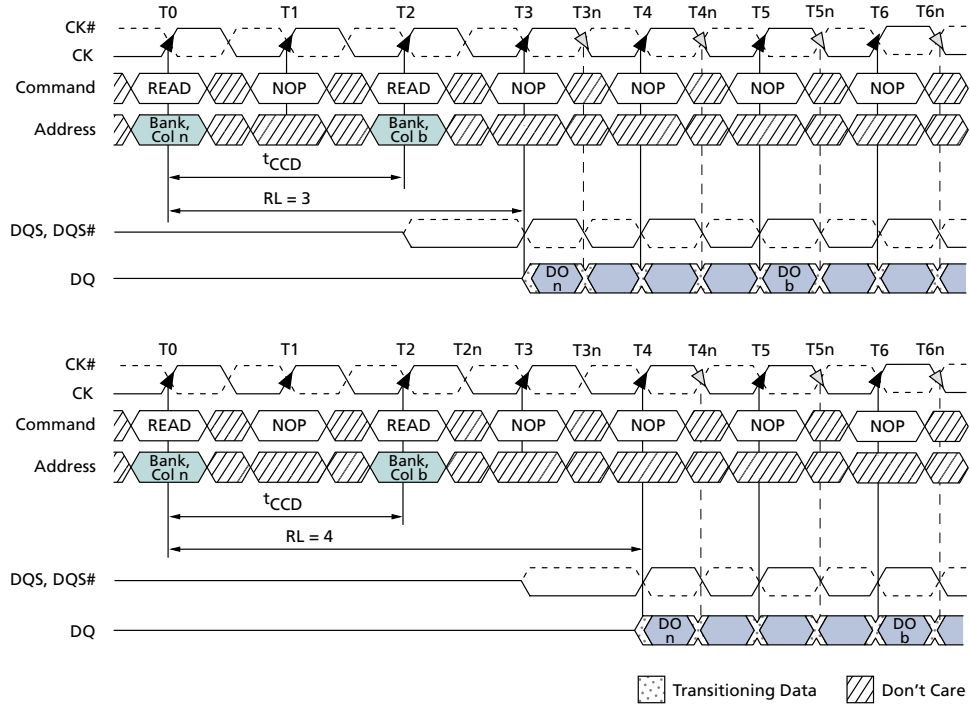 T0 T1 T2 T3 T3n T4 T4n T5 T5n T6 T6n
CK#
CK
Command READ NOP READ NOP NOP NOP NOP
Address Bank, Col n Bank, Col b
tCCD
RL = 3
DQS, DQS#
DQ DO n DO b
T0 T1 T2 T2n T3 T3n T4 T4n T5 T5n T6 T6n
CK#
CK
Command READ NOP READ NOP NOP NOP NOP
Address Bank, Col n Bank, Col b
tCCD
RL = 4
DQS, DQS#
DQ DO n DO b
Transitioning Data Don't Care